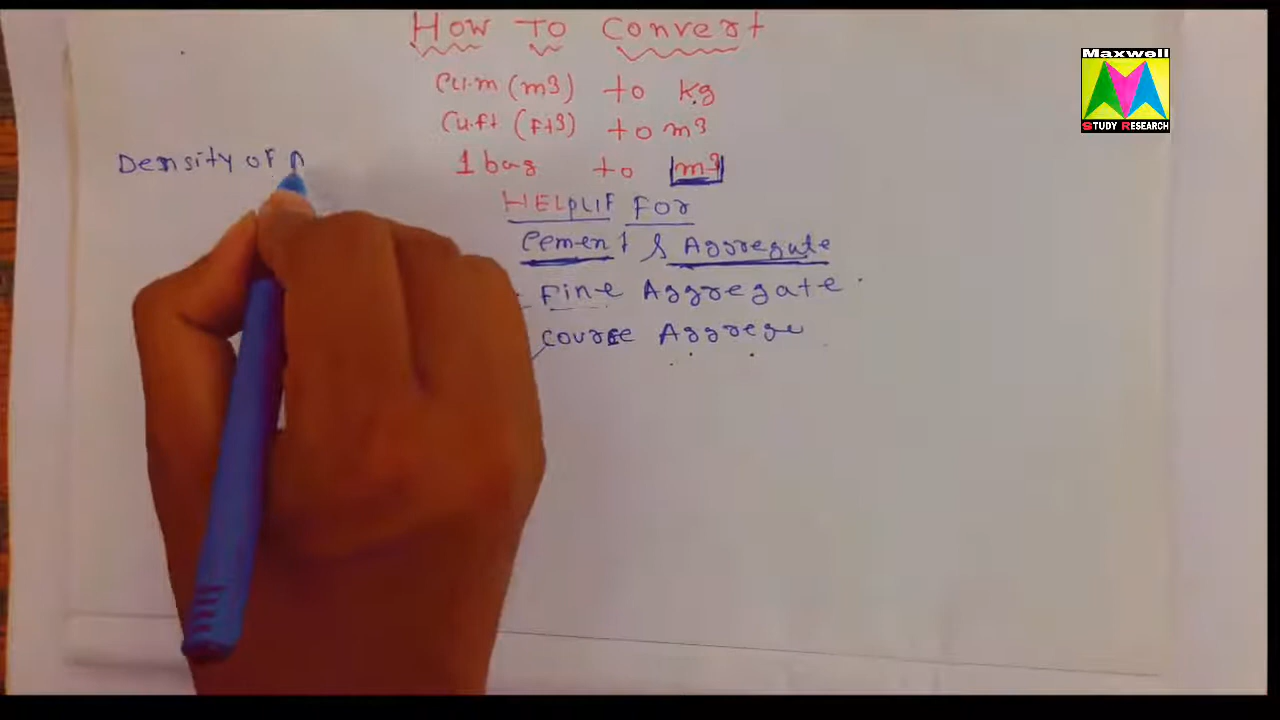 How To Convert
cu.m (m3) to kg
Cu.ft (Ft3) to m3
Density of
1 bag to m3
HELpLIF FOr
Cement & Aggregate
Fine Aggregate
Cource Aggrege
Maxwell
STUDY RESEARCH